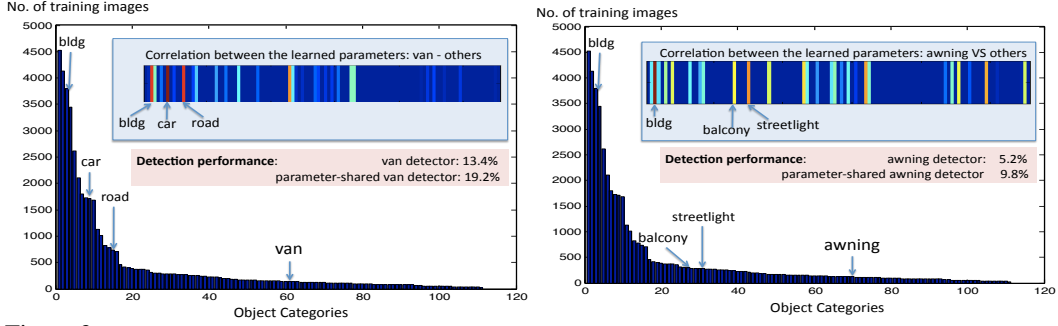 No. of training images
5000
4500
4000
3500
3000
2500
2000
1500
1000
500
0
bldg
Correlation between the learned parameters: van - others
bldg
car
road
Detection performance: van detector: 13.4%
parameter-shared van detector: 19.2%
car
road
van
0 20 40 60 80 100 120
Object Categories
No. of training images
5000
4500
4000
3500
3000
2500
2000
1500
1000
500
0
bldg
Correlation between the learned parameters: awning VS others
bldg
balcony
streetlight
Detection performance: awning detector: 5.2%
parameter-shared awning detector 9.8%
streetlight
balcony
awning
0 20 40 60 80 100 120
Object Categories